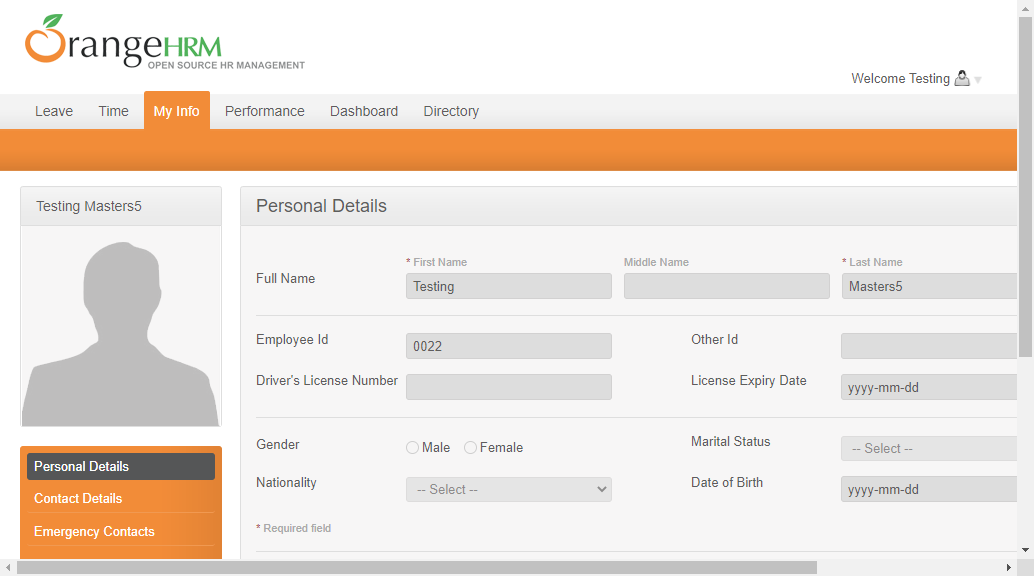 OrangeHRM
OPEN SOURCE HR MANAGEMENT
Welcome Testing
Leave Time My Info Performance Dashboard Directory
Testing Masters5
Personal Details
* First Name Middle Name * Last Name
Full Name Testing Masters5
Employee Id 0022 Other Id
Driver's License Number License Expiry Date yyyy-mm-dd
Gender Male Female Marital Status -- Select --
Nationality -- Select -- Date of Birth yyyy-mm-dd
* Required field
Personal Details
Contact Details
Emergency Contacts